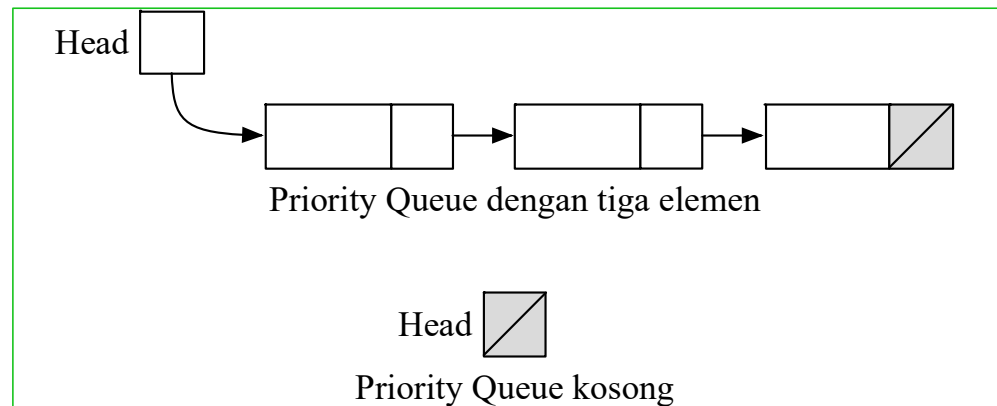 Head
Priority Queue dengan tiga elemen
Head
Priority Queue kosong